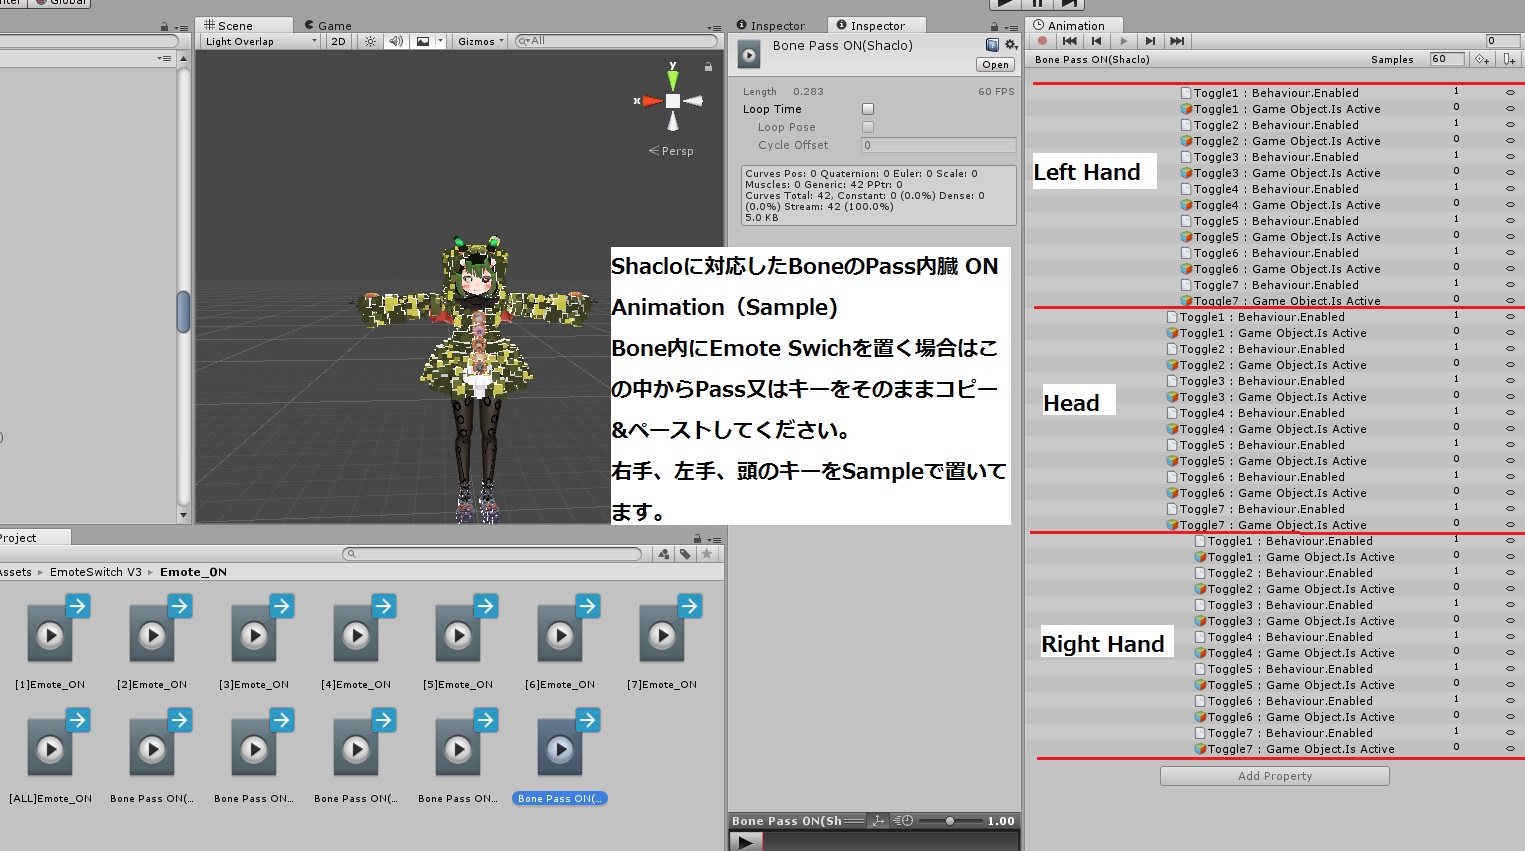 Global
Scene
Game
Light Overlap
2D
Gizmos
All
y
x
Persp
Inspector
Inspector
Bone Pass ON(Shaclo)
Open
Length 0.283
60 FPS
Loop Time
Loop Pose
Cycle Offset
0
Curves Pos: 0 Quaternion: 0 Euler: 0 Scale: 0
Muscles: 0 Generic: 42 PPtr: 0
Curves Total: 42, Constant: 0 (0.0%) Dense: 0
(0.0%) Stream: 42 (100.0%)
5.0 KB
Shacloに対応したBoneのPass内臓 ON
Animation（Sample)
Bone内にEmote Swichを置く場合はこ
の中からPass又はキーをそのままコピー
&ペーストしてください。
右手、左手、頭のキーをSampleで置いて
ます。
Animation
0
Bone Pass ON(Shaclo)
Samples 60
Left Hand
Toggle1 : Behaviour.Enabled 1
Toggle1 : Game Object.Is Active 0
Toggle2 : Behaviour.Enabled 1
Toggle2 : Game Object.Is Active 0
Toggle3 : Behaviour.Enabled 1
Toggle3 : Game Object.Is Active 0
Toggle4 : Behaviour.Enabled 1
Toggle4 : Game Object.Is Active 0
Toggle5 : Behaviour.Enabled 1
Toggle5 : Game Object.Is Active 0
Toggle6 : Behaviour.Enabled 1
Toggle6 : Game Object.Is Active 0
Toggle7 : Behaviour.Enabled 1
Toggle7 : Game Object.Is Active 0
Head
Toggle1 : Behaviour.Enabled 1
Toggle1 : Game Object.Is Active 0
Toggle2 : Behaviour.Enabled 1
Toggle2 : Game Object.Is Active 0
Toggle3 : Behaviour.Enabled 1
Toggle3 : Game Object.Is Active 0
Toggle4 : Behaviour.Enabled 1
Toggle4 : Game Object.Is Active 0
Toggle5 : Behaviour.Enabled 1
Toggle5 : Game Object.Is Active 0
Toggle6 : Behaviour.Enabled 1
Toggle6 : Game Object.Is Active 0
Toggle7 : Behaviour.Enabled 1
Toggle7 : Game Object.Is Active 0
Right Hand
Toggle1 : Behaviour.Enabled 1
Toggle1 : Game Object.Is Active 0
Toggle2 : Behaviour.Enabled 1
Toggle2 : Game Object.Is Active 0
Toggle3 : Behaviour.Enabled 1
Toggle3 : Game Object.Is Active 0
Toggle4 : Behaviour.Enabled 1
Toggle4 : Game Object.Is Active 0
Toggle5 : Behaviour.Enabled 1
Toggle5 : Game Object.Is Active 0
Toggle6 : Behaviour.Enabled 1
Toggle6 : Game Object.Is Active 0
Toggle7 : Behaviour.Enabled 1
Toggle7 : Game Object.Is Active 0
Add Property
Project
Assets ▸ EmoteSwitch V3 ▸ Emote_ON
[1]Emote_ON
[2]Emote_ON
[3]Emote_ON
[4]Emote_ON
[5]Emote_ON
[6]Emote_ON
[7]Emote_ON
[ALL]Emote_ON
Bone Pass ON(...
Bone Pass ON...
Bone Pass ON(...
Bone Pass ON...
Bone Pass ON(...
Bone Pass ON(Sh
1.00